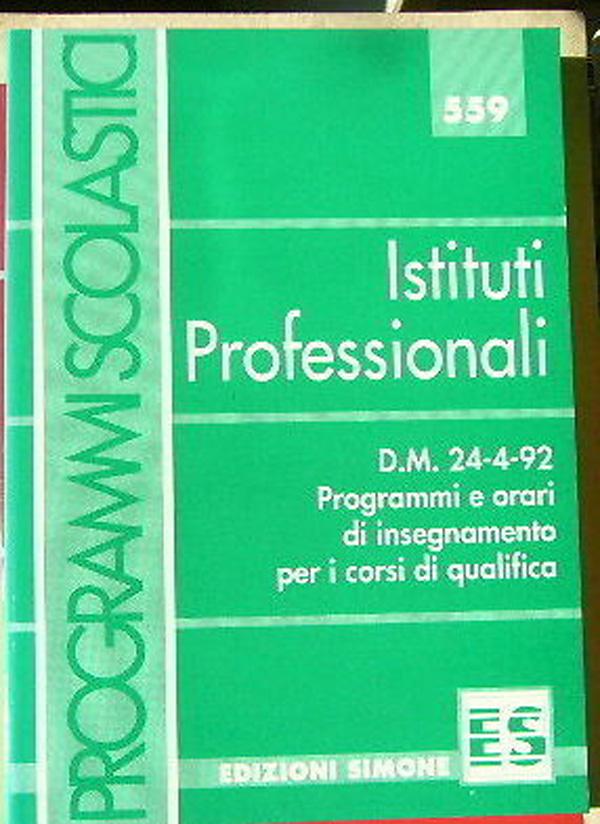 559
PROGRAMMI SCOLASTICI
Istituti
Professionali
D.M. 24-4-92
Programmi e orari
di insegnamento
per i corsi di qualifica
EDIZIONI SIMONE
ES